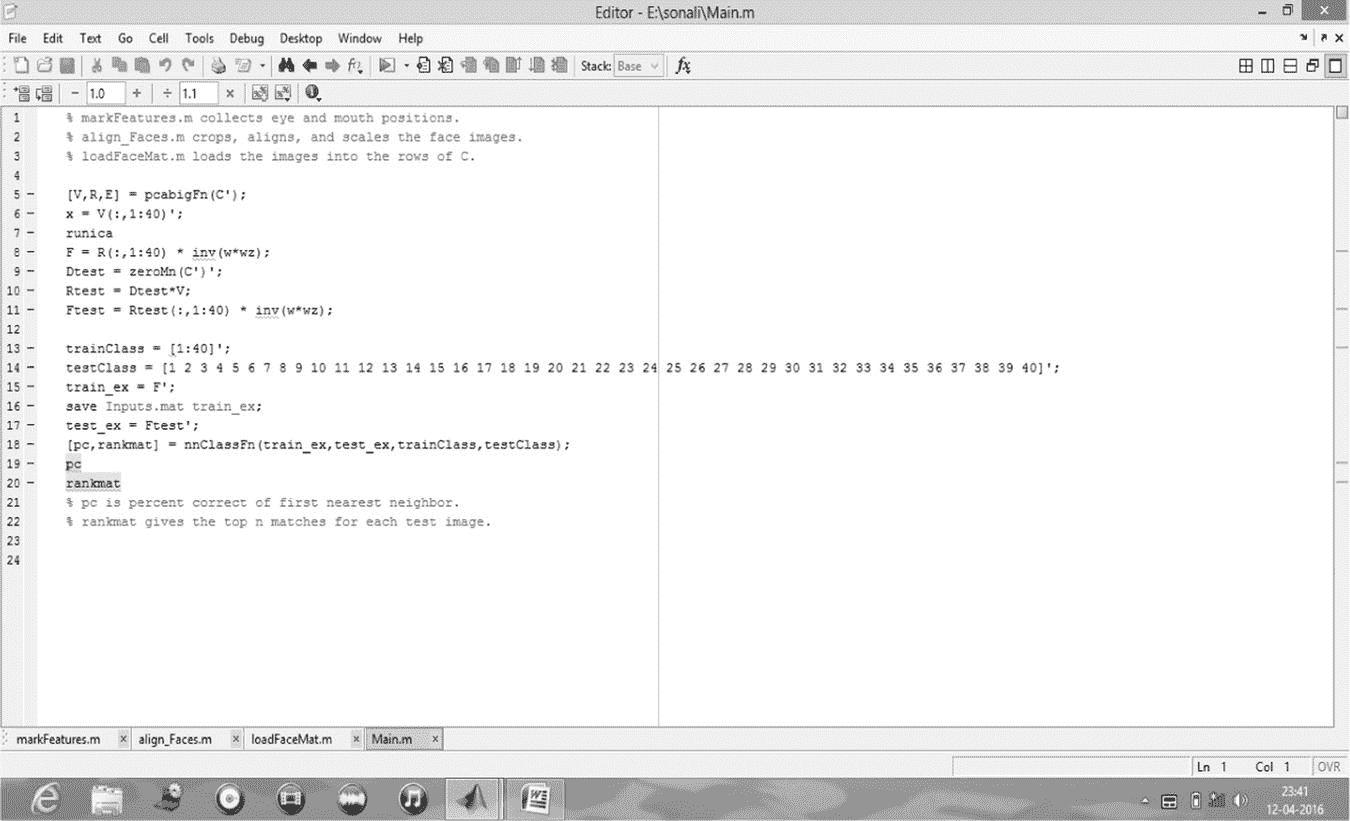 Editor - E:\sonali\Main.m
File Edit Text Go Cell Tools Debug Desktop Window Help
Stack: Base fx
− 1.0 + ÷ 1.1 ×
1 % markFeatures.m collects eye and mouth positions.
2 % align_Faces.m crops, aligns, and scales the face images.
3 % loadFaceMat.m loads the images into the rows of C.
4
5 – [V,R,E] = pcabigFn(C');
6 – x = V(:,1:40)';
7 – runica
8 – F = R(:,1:40) * inv(w*wz);
9 – Dtest = zeroMn(C')';
10 – Rtest = Dtest*V;
11 – Ftest = Rtest(:,1:40) * inv(w*wz);
12
13 – trainClass = [1:40]';
14 – testClass = [1 2 3 4 5 6 7 8 9 10 11 12 13 14 15 16 17 18 19 20 21 22 23 24 25 26 27 28 29 30 31 32 33 34 35 36 37 38 39 40]';
15 – train_ex = F';
16 – save Inputs.mat train_ex;
17 – test_ex = Ftest';
18 – [pc,rankmat] = nnClassFn(train_ex,test_ex,trainClass,testClass);
19 – pc
20 – rankmat
21 % pc is percent correct of first nearest neighbor.
22 % rankmat gives the top n matches for each test image.
23
24
markFeatures.m × align_Faces.m × loadFaceMat.m × Main.m ×
Ln 1 Col 1 OVR
23:41
12-04-2016